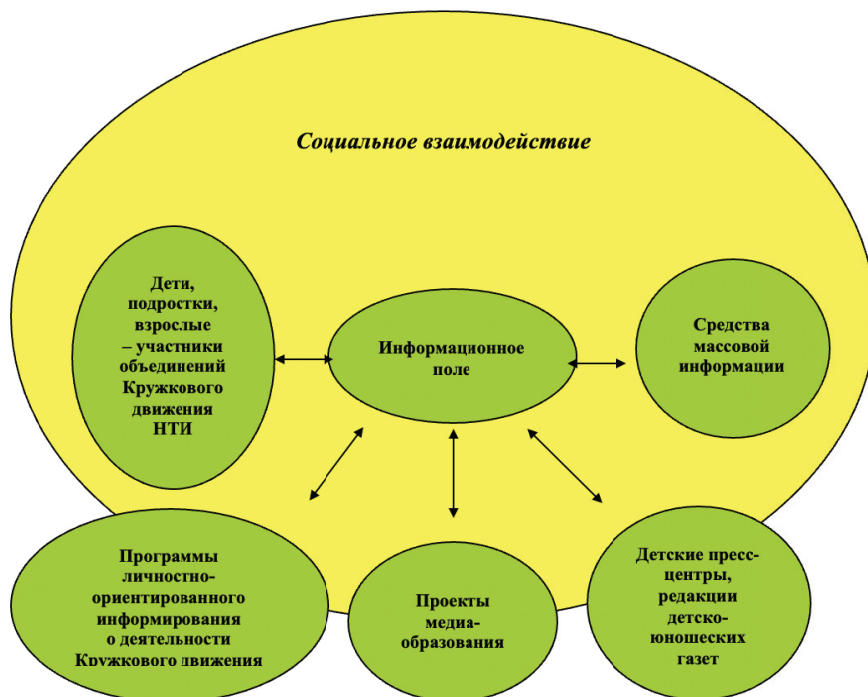 Социальное взаимодействие
Дети,
подростки,
взрослые
– участники
объединений
Кружкового
движения
НТИ
Информационное
поле
Средства
массовой
информации
Программы
личностно-
ориентированного
информирования
о деятельности
Кружкового движения
Проекты
медиа-
образования
Детские пресс-
центры,
редакции
детско-
юношеских
газет